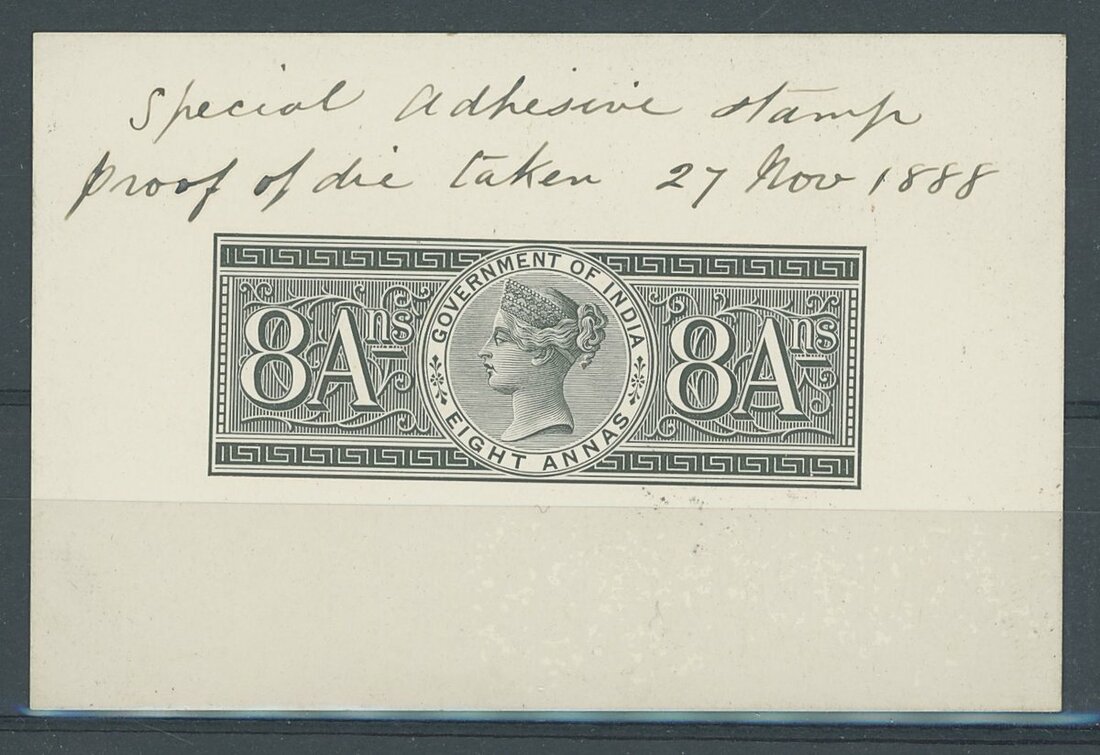 Special Adhesive stamp
proof of die taken 27 Nov 1888
GOVERNMENT OF INDIA
8Ans 8Ans
EIGHT ANNAS